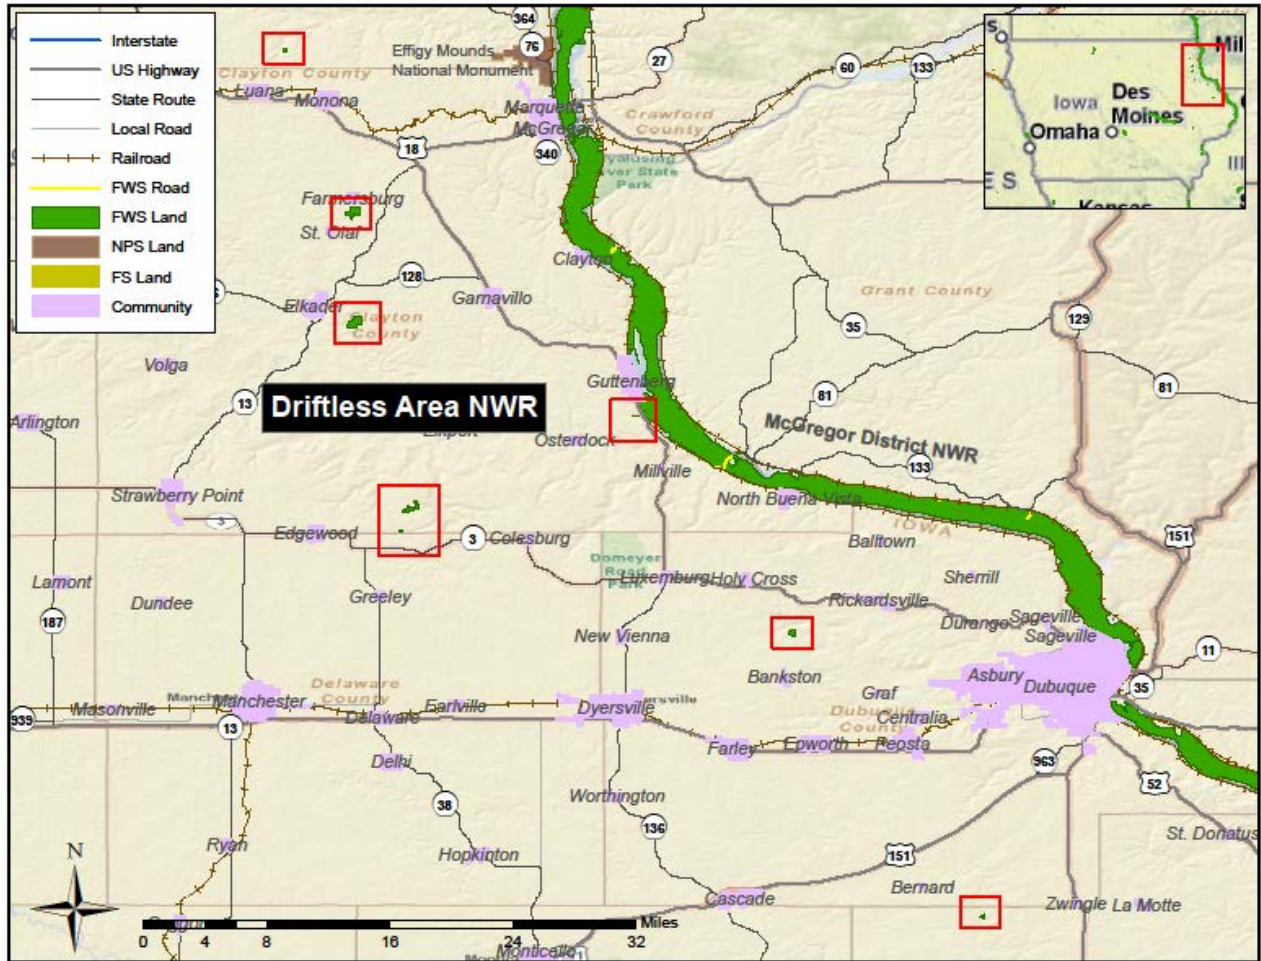 Interstate
US Highway
State Route
Local Road
Railroad
FWS Road
FWS Land
NPS Land
FS Land
Community
364
76
Effigy Mounds
National Monument
27
60
133
Clayton County
Luana
Monona
Marquette
McGregor
340
18
Crawford
County
Park
Iowa
Des
Moines
Omaha
Kansas
Farmersburg
St. Olaf
Clayton
128
Elkader
Garnavillo
Clayton
County
Grant County
35
129
Volga
Guttenberg
81
81
13
Driftless Area NWR
Arlington
Osterdock
McGregor District NWR
133
Millville
Strawberry Point
North Buena Vista
3
Edgewood
3
Colesburg
IOWA
Balltown
151
Domeyer
Road
Park
Luxemburg
Holy Cross
Sherrill
Lamont
Dundee
Greeley
Rickardsville
187
New Vienna
Durango
Sageville
Sageville
11
Bankston
Asbury
Dubuque
35
Delaware
County
Graf
Manchester
Masonville
Earlville
Dyersville
Centralia
939
13
Delaware
Farley
Epworth
Peosta
Delhi
963
52
38
Worthington
136
St. Donatus
Ryan
Hopkinton
151
Bernard
Cascade
Zwingle
La Motte
N
Miles
0 4 8 16 24 32
Monticello